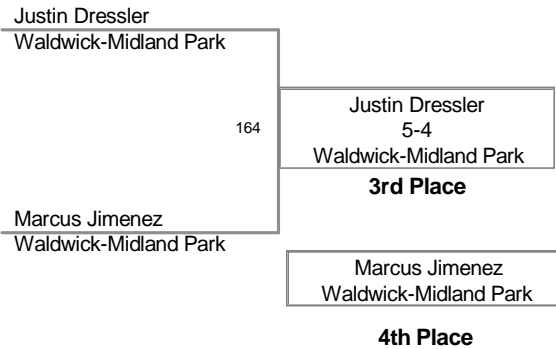 Justin Dressler
Waldwick-Midland Park
164
Justin Dressler
5-4
Waldwick-Midland Park
3rd Place
Marcus Jimenez
Waldwick-Midland Park
Marcus Jimenez
Waldwick-Midland Park
4th Place